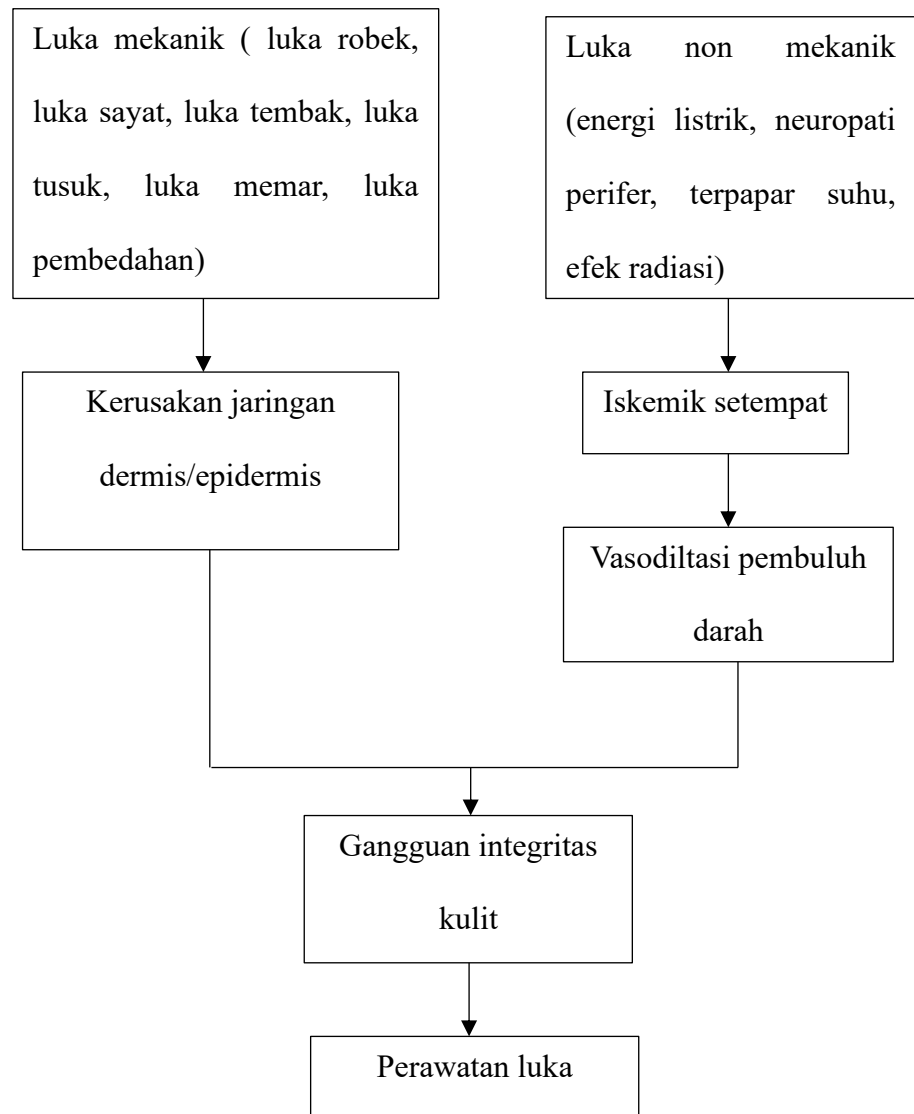 Luka mekanik ( luka robek,
luka sayat, luka tembak, luka
tusuk, luka memar, luka
pembedahan)
Luka non mekanik
(energi listrik, neuropati
perifer, terpapar suhu,
efek radiasi)
Kerusakan jaringan
dermis/epidermis
Iskemik setempat
Vasodiltasi pembuluh
darah
Gangguan integritas
kulit
Perawatan luka